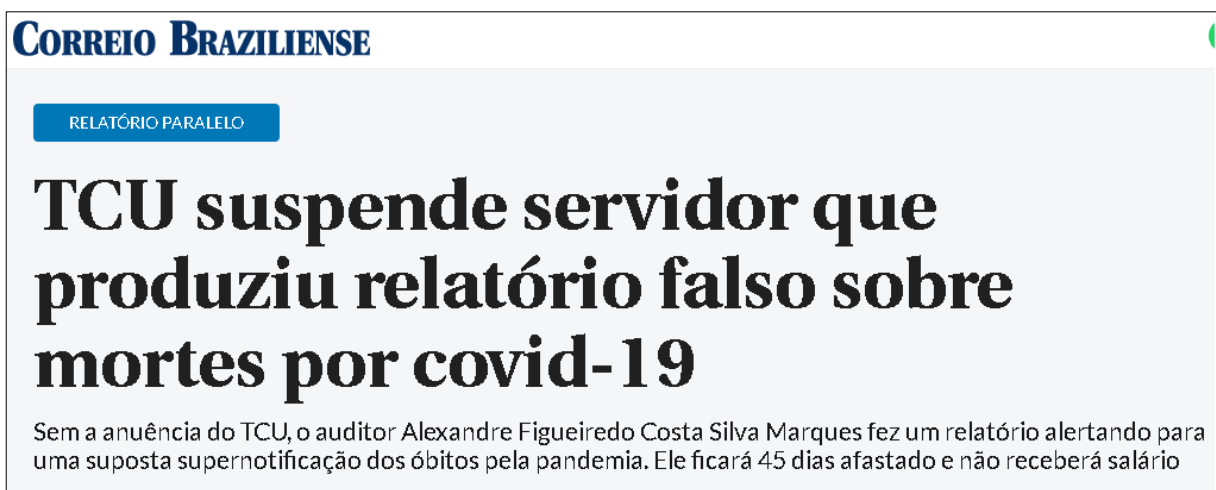 CORREIO BRAZILIENSE
RELATÓRIO PARALELO
TCU suspende servidor que
produziu relatório falso sobre
mortes por covid-19
Sem a anuência do TCU, o auditor Alexandre Figueiredo Costa Silva Marques fez um relatório alertando para
uma suposta supernotificação dos óbitos pela pandemia. Ele ficará 45 dias afastado e não receberá salário